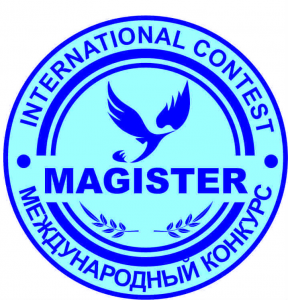 INTERNATIONAL CONTEST
MAGISTER
МЕЖДУНАРОДНЫЙ КОНКУРС